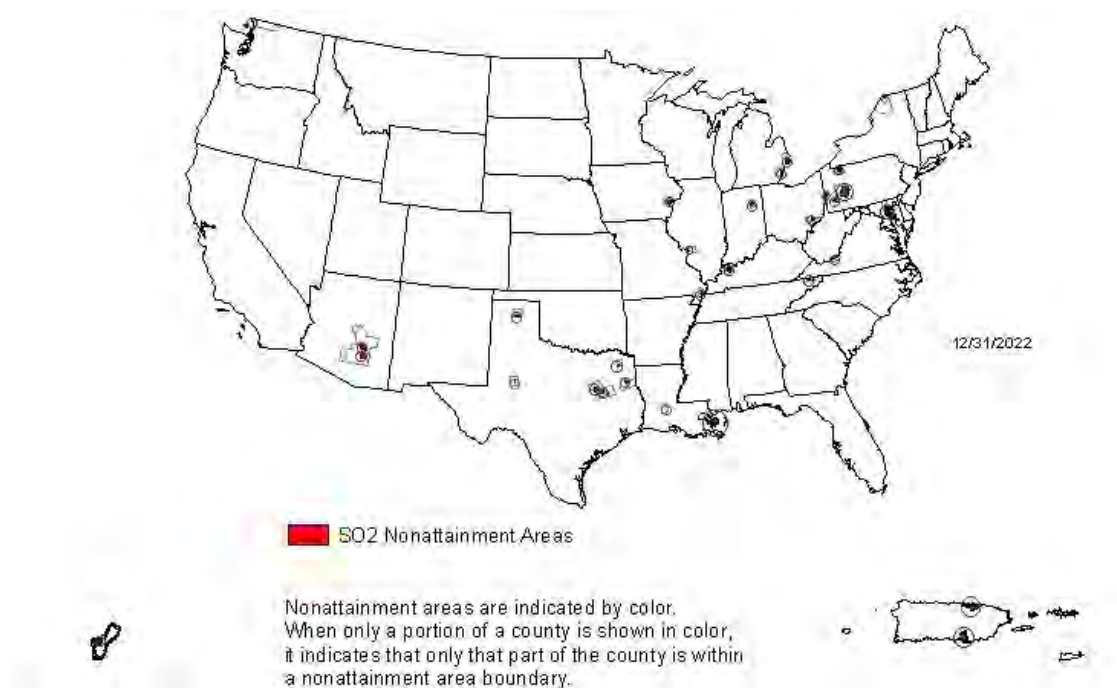 12/31/2022
SO2 Nonattainment Areas
Nonattainment areas are indicated by color.
When only a portion of a county is shown in color,
it indicates that only that part of the county is within
a nonattainment area boundary.